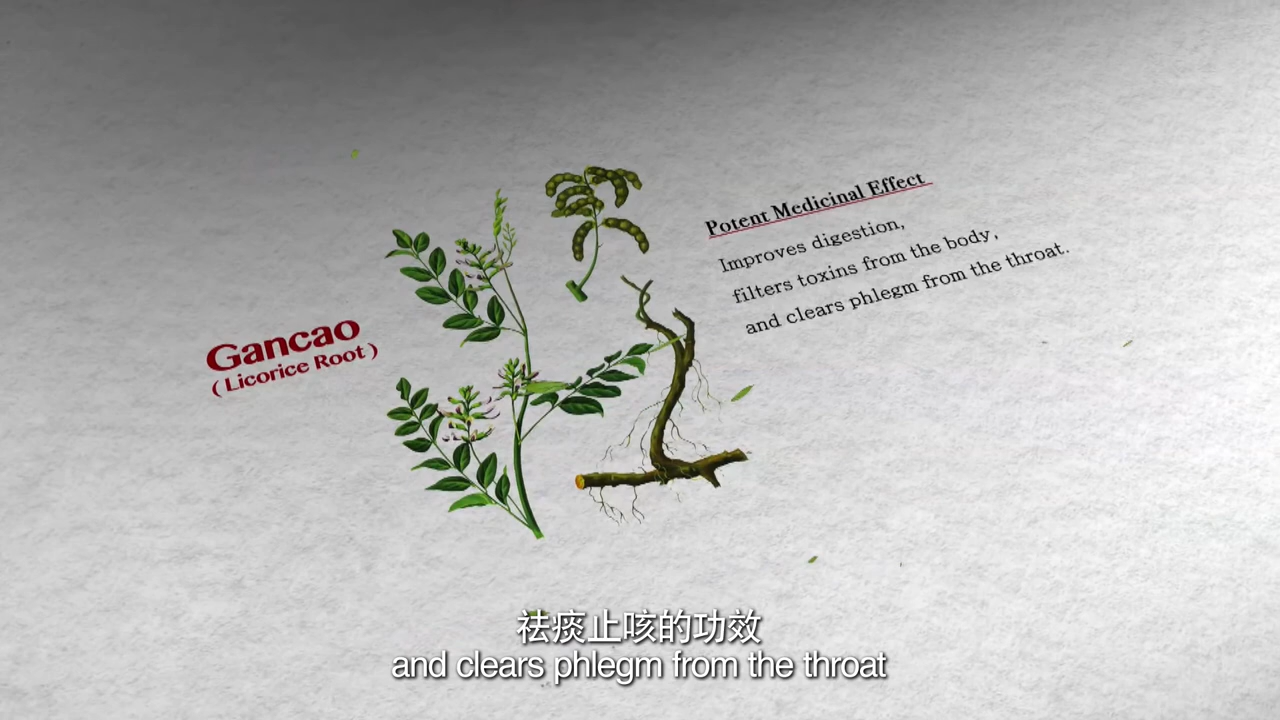 Gancao
( Licorice Root )
Potent Medicinal Effect
Improves digestion,
filters toxins from the body,
and clears phlegm from the throat.
祛痰止咳的功效
and clears phlegm from the throat